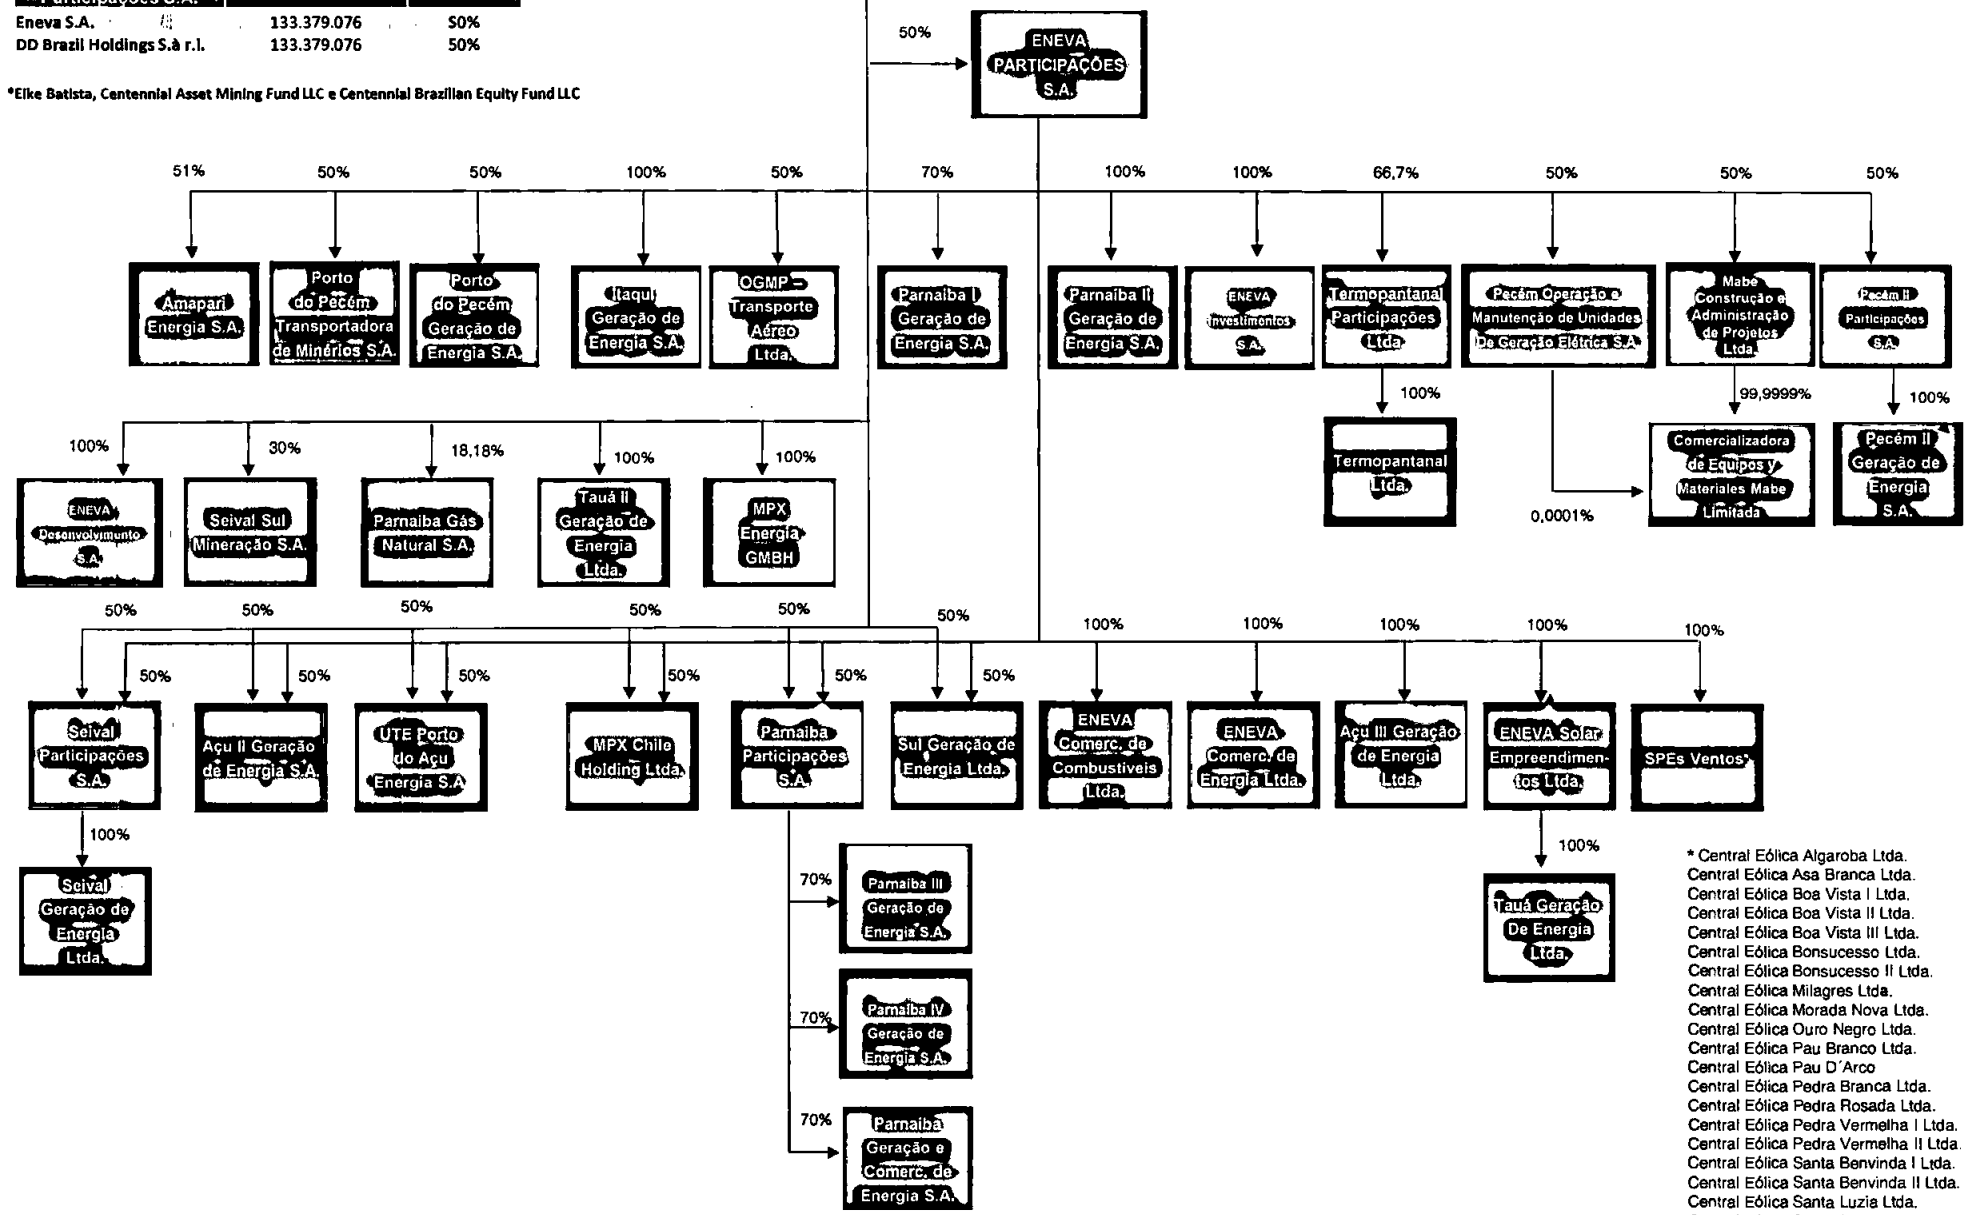 Participações S.A.
Eneva S.A. 133.379.076 50%
DD Brazil Holdings S.à r.l. 133.379.076 50%
*Eike Batista, Centennial Asset Mining Fund LLC e Centennial Brazilian Equity Fund LLC
50%
ENEVA
PARTICIPAÇÕES
S.A.
51% 50% 50% 100% 50% 70% 100% 100% 66,7% 50% 50% 50%
Amapari
Energia S.A.
Porto
do Pecém
Transportadora
de Minérios S.A.
Porto
do Pecém
Geração de
Energia S.A.
Itaqui
Geração de
Energia S.A.
OGMP –
Transporte
Aéreo
Ltda.
Parnaiba I
Geração de
Energia S.A.
Parnaiba II
Geração de
Energia S.A.
ENEVA
Investimentos
S.A.
Termopantanal
Participações
Ltda
Pecém Operação e
Manutenção de Unidades
De Geração Elétrica S.A
Mabe
Construção e
Administração
de Projetos
Ltda.
Pecém II
Participações
S.A.
100% 99,9999% 100%
Termopantanal
Ltda.
0,0001%
Comercializadora
de Equipos y
Materiales Mabe
Limitada
Pecém II
Geração de
Energia
S.A.
100% 30% 18,18% 100% 100%
ENEVA
Desenvolvimento
S.A.
Seival Sul
Mineração S.A.
Parnaiba Gás
Natural S.A.
Tauá II
Geração de
Energia
Ltda.
MPX
Energia
GMBH
50% 50% 50% 50% 50% 50% 100% 100% 100% 100% 100%
50% 50% 50% 50% 50% 50%
Seival
Participações
S.A.
Açu II Geração
de Energia S.A.
UTE Porto
do Açu
Energia S.A
MPX Chile
Holding Ltda.
Parnaiba
Participações
S.A.
Sul Geração de
Energia Ltda.
ENEVA
Comerc. de
Combustiveis
Ltda.
ENEVA
Comerc. de
Energia Ltda.
Açu III Geração
de Energia
Ltda.
ENEVA Solar
Empreendimen-
tos Ltda.
SPEs Ventos*
100%
Seival
Geração de
Energia
Ltda.
70%
Parnaiba III
Geração de
Energia S.A.
70%
Parnaiba IV
Geração de
Energia S.A.
70%
Parnaiba
Geração e
Comerc. de
Energia S.A.
100%
Tauá Geração
De Energia
Ltda.
* Central Eólica Algaroba Ltda.
Central Eólica Asa Branca Ltda.
Central Eólica Boa Vista I Ltda.
Central Eólica Boa Vista II Ltda.
Central Eólica Boa Vista III Ltda.
Central Eólica Bonsucesso Ltda.
Central Eólica Bonsucesso II Ltda.
Central Eólica Milagres Ltda.
Central Eólica Morada Nova Ltda.
Central Eólica Ouro Negro Ltda.
Central Eólica Pau Branco Ltda.
Central Eólica Pau D´Arco
Central Eólica Pedra Branca Ltda.
Central Eólica Pedra Rosada Ltda.
Central Eólica Pedra Vermelha I Ltda.
Central Eólica Pedra Vermelha II Ltda.
Central Eólica Santa Benvinda I Ltda.
Central Eólica Santa Benvinda II Ltda.
Central Eólica Santa Luzia Ltda.